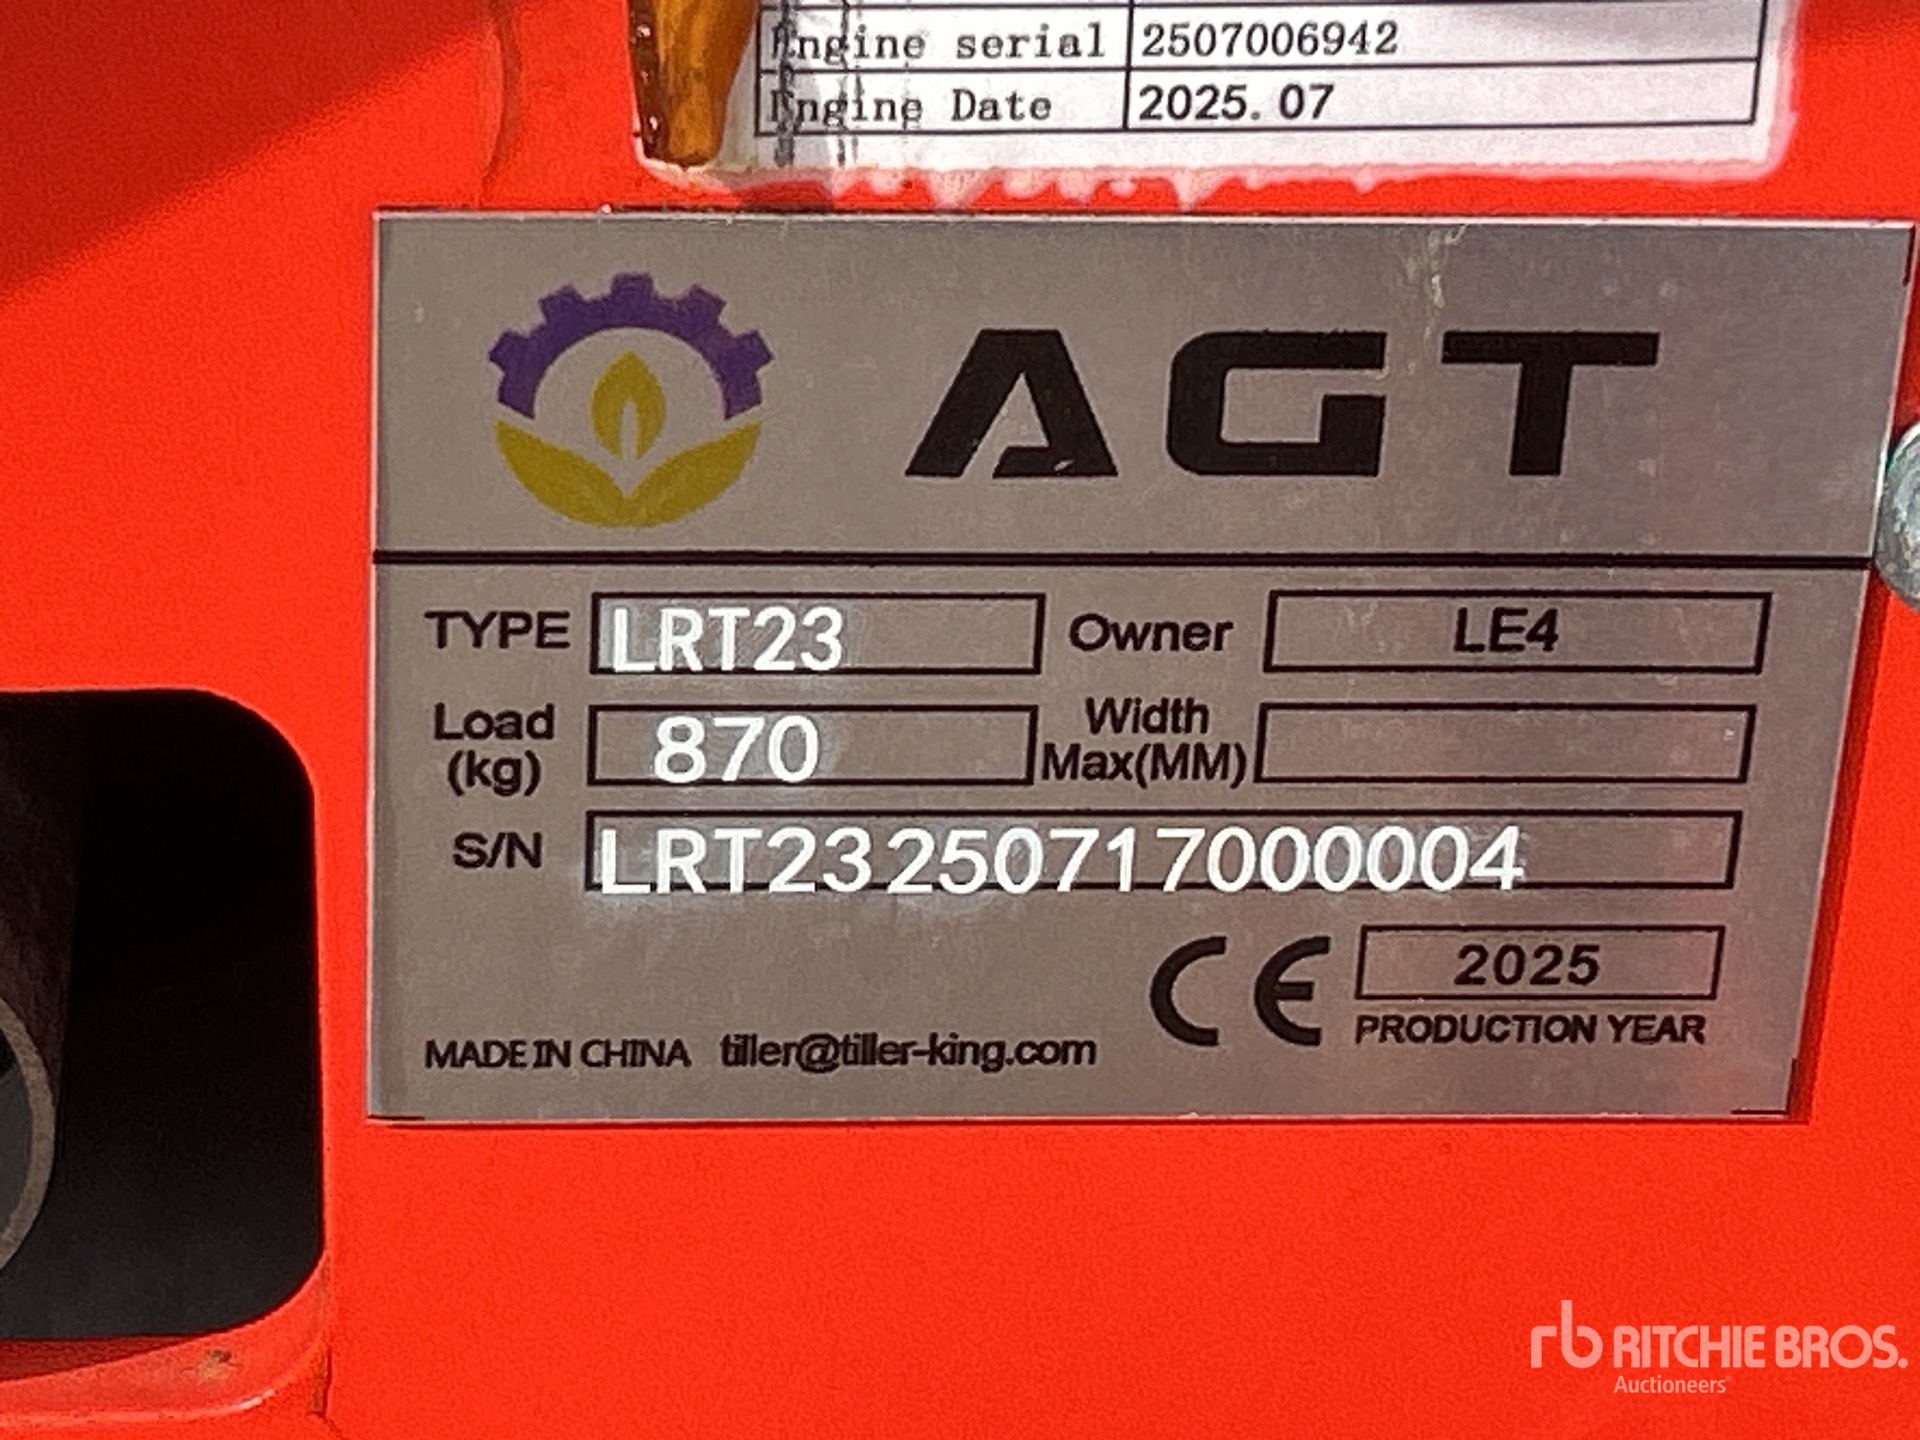 Engine serial 2507006942
Engine Date 2025.07
AGT
TYPE LRT23 Owner LE4
Load (kg) 870 Width Max(MM)
S/N LRT23250717000004
CE 2025
PRODUCTION YEAR
MADE IN CHINA tiller@tiller-king.com
rb RITCHIE BROS.
Auctioneers